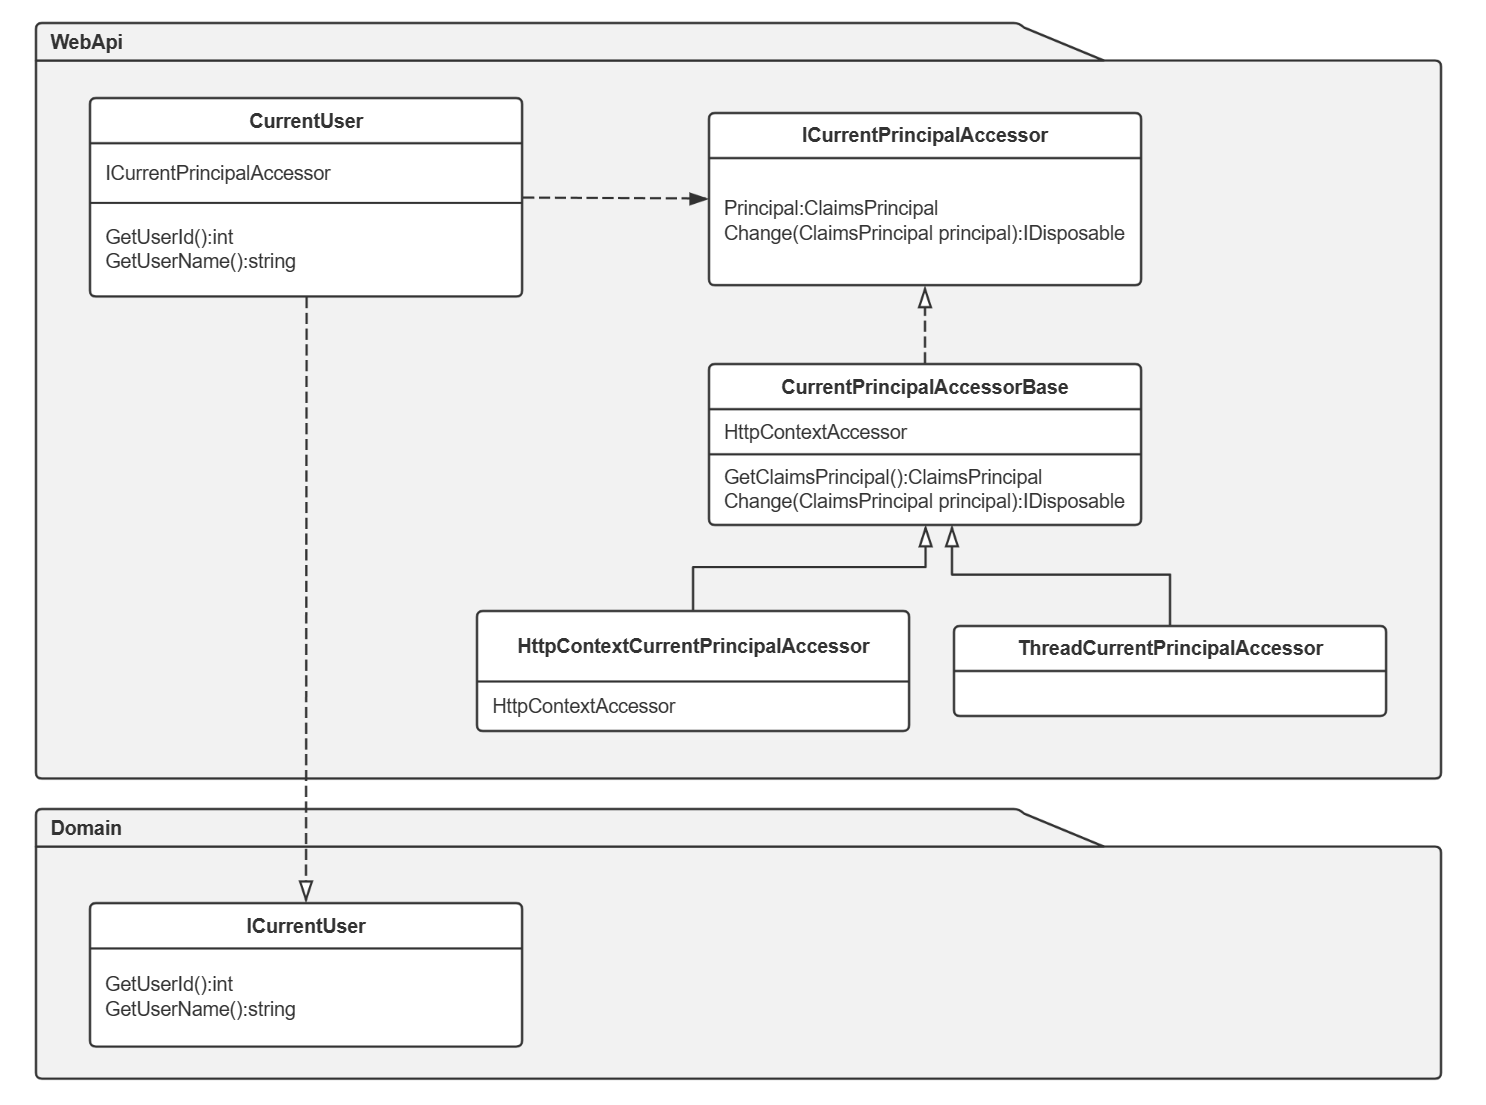 WebApi
CurrentUser
ICurrentPrincipalAccessor
GetUserId():int
GetUserName():string
ICurrentPrincipalAccessor
Principal:ClaimsPrincipal
Change(ClaimsPrincipal principal):IDisposable
CurrentPrincipalAccessorBase
HttpContextAccessor
GetClaimsPrincipal():ClaimsPrincipal
Change(ClaimsPrincipal principal):IDisposable
HttpContextCurrentPrincipalAccessor
HttpContextAccessor
ThreadCurrentPrincipalAccessor
Domain
ICurrentUser
GetUserId():int
GetUserName():string